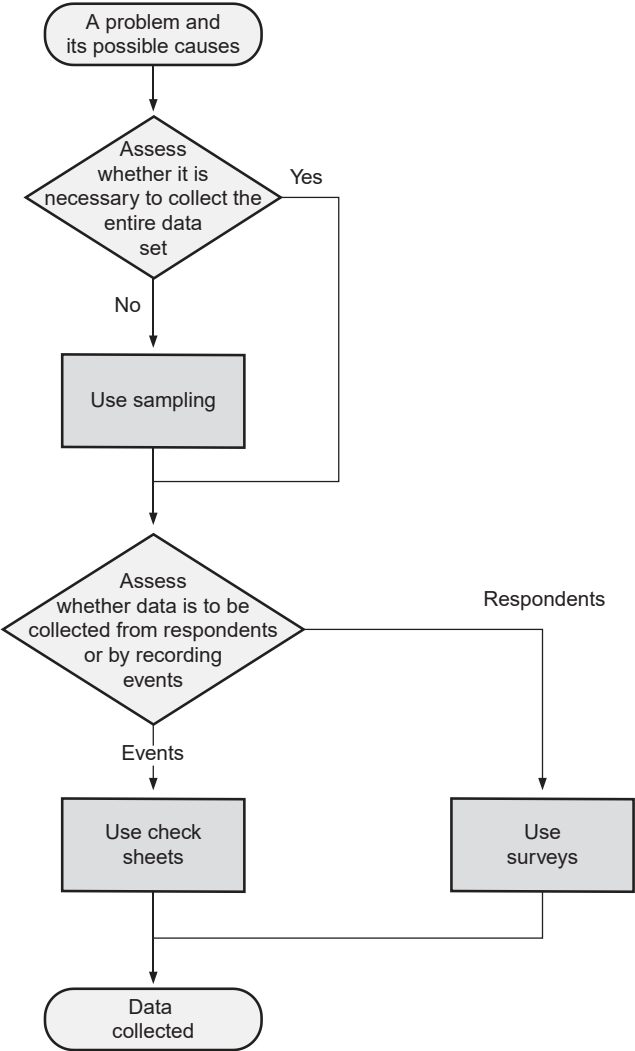 A problem and
its possible causes
Assess
whether it is
necessary to collect the
entire data
set
Yes
No
Use sampling
Assess
whether data is to be
collected from respondents
or by recording
events
Respondents
Events
Use check
sheets
Use
surveys
Data
collected